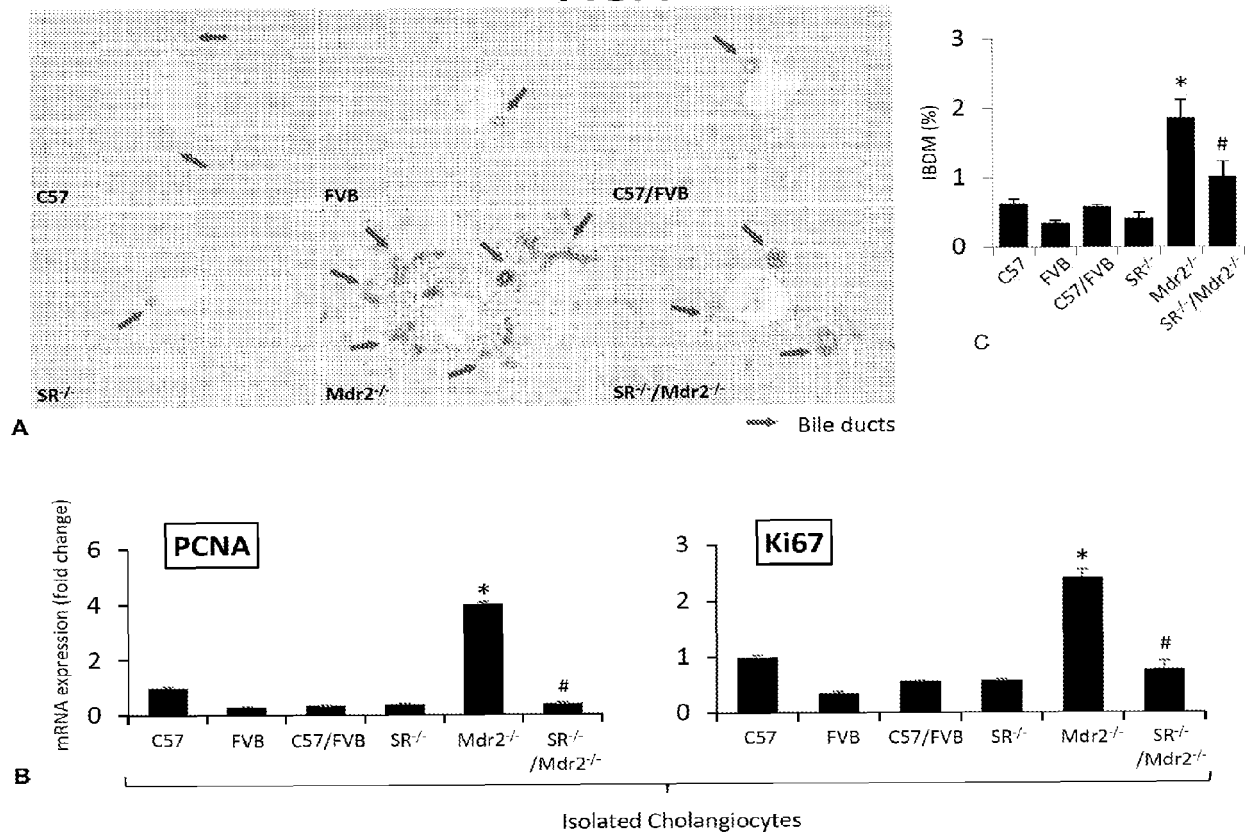 C57
FVB
C57/FVB
SR-/-
Mdr2-/-
SR-/-/Mdr2-/-
A
Bile ducts
IBDM (%)
3
2
1
0
*
#
C57
FVB
C57/FVB
SR-/-
Mdr2-/-
SR-/-/Mdr2-/-
C
mRNA expression (fold change)
PCNA
6
4
2
0
*
#
C57
FVB
C57/FVB
SR-/-
Mdr2-/-
SR-/-
/Mdr2-/-
Ki67
3
2
1
0
*
#
C57
FVB
C57/FVB
SR-/-
Mdr2-/-
SR-/-
/Mdr2-/-
B
Isolated Cholangiocytes